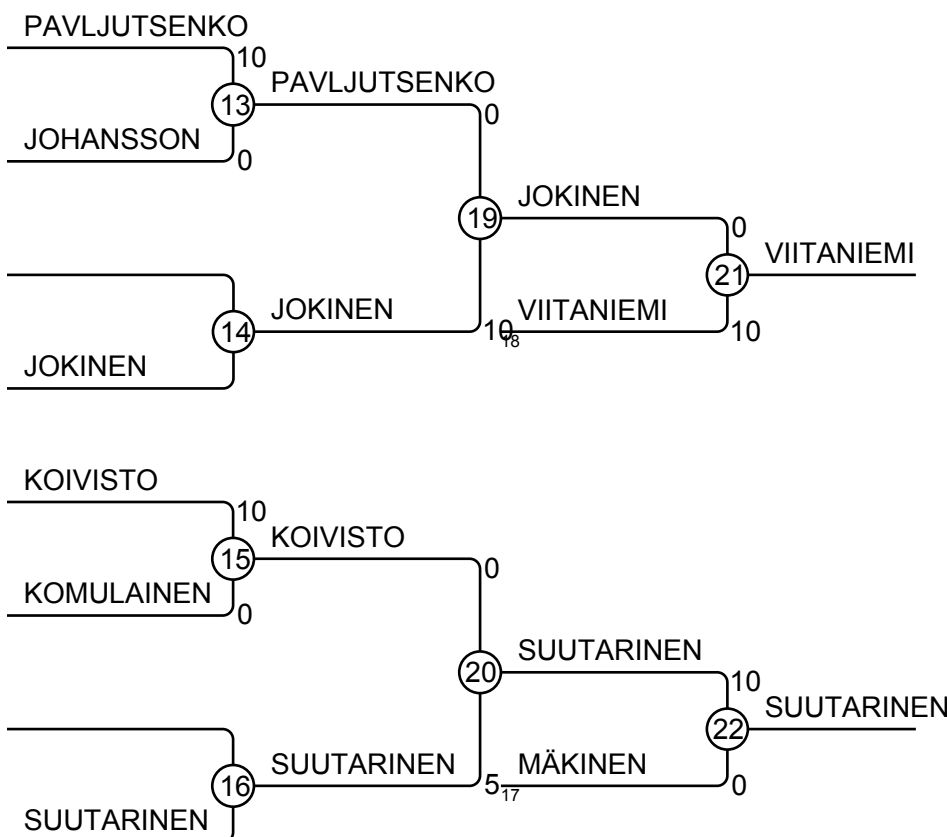 PAVLJUTSENKO
10
PAVLJUTSENKO
13
0
JOHANSSON
0
JOKINEN
19
0
VIITANIEMI
21
JOKINEN
10
18
VIITANIEMI
14
10
JOKINEN
KOIVISTO
10
KOIVISTO
15
0
KOMULAINEN
0
SUUTARINEN
20
10
SUUTARINEN
22
SUUTARINEN
5
17
MÄKINEN
16
0
SUUTARINEN